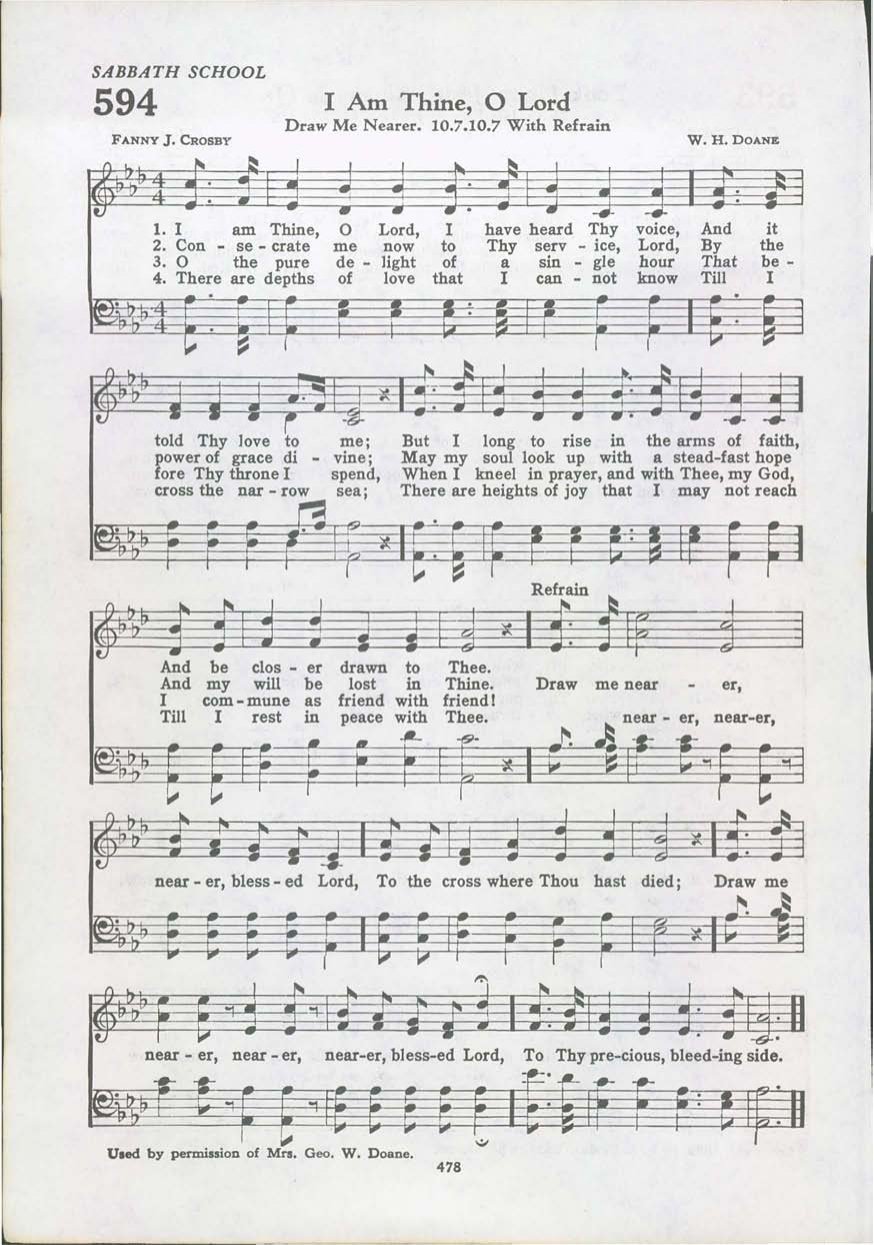 SABBATH SCHOOL
594
I Am Thine, O Lord
Draw Me Nearer. 10.7.10.7 With Refrain
FANNY J. CROSBY W. H. DOANE
1. I am Thine, O Lord, I have heard Thy voice, And it
2. Con - se - crate me now to Thy serv - ice, Lord, By the
3. O the pure de - light of a sin - gle hour That be -
4. There are depths of love that I can - not know Till I
told Thy love to me; But I long to rise in the arms of faith,
power of grace di - vine; May my soul look up with a stead-fast hope
fore Thy throne I spend, When I kneel in prayer, and with Thee, my God,
cross the nar - row sea; There are heights of joy that I may not reach
Refrain
And be clos - er drawn to Thee.
And my will be lost in Thine. Draw me near - er,
I com - mune as friend with friend!
Till I rest in peace with Thee. near - er, near-er,
near - er, bless - ed Lord, To the cross where Thou hast died; Draw me
near - er, near - er, near-er, bless-ed Lord, To Thy pre-cious, bleed-ing side.
Used by permission of Mrs. Geo. W. Doane.
478